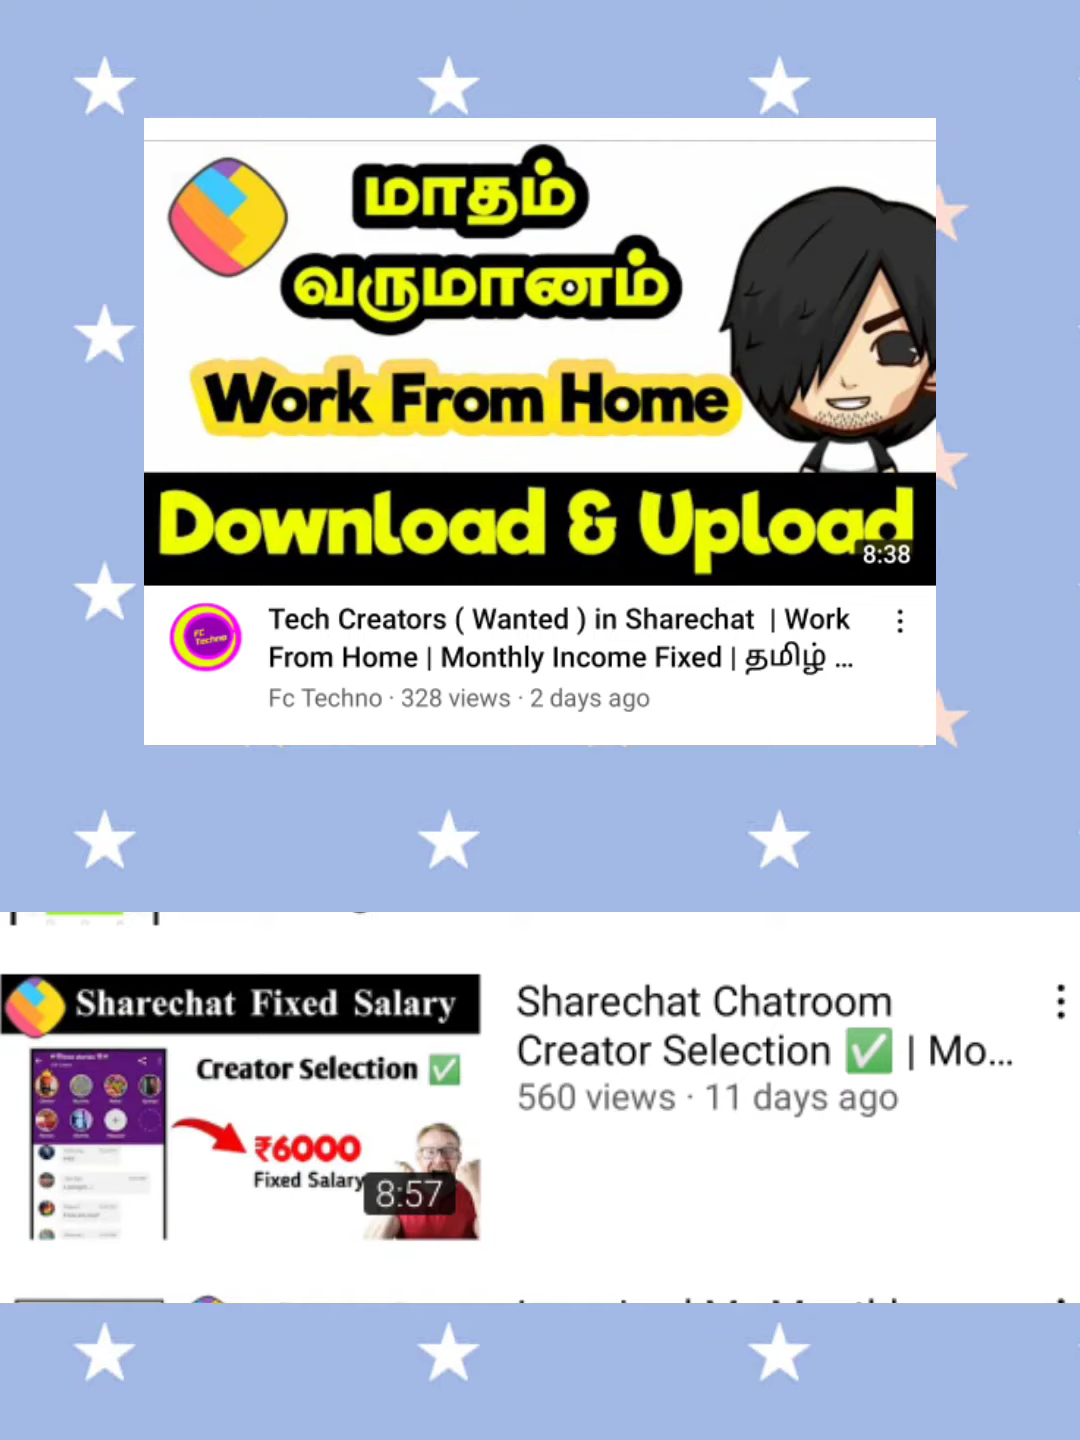 மாதம்
வருமானம்
Work From Home
Download & Upload
8:38
FC
Techno
Tech Creators ( Wanted ) in Sharechat | Work
From Home | Monthly Income Fixed | தமிழ் ...
Fc Techno · 328 views · 2 days ago
Sharechat Fixed Salary
Creator Selection ✅
₹6000
Fixed Salary
8:57
Sharechat Chatroom
Creator Selection ✅ | Mo...
560 views · 11 days ago